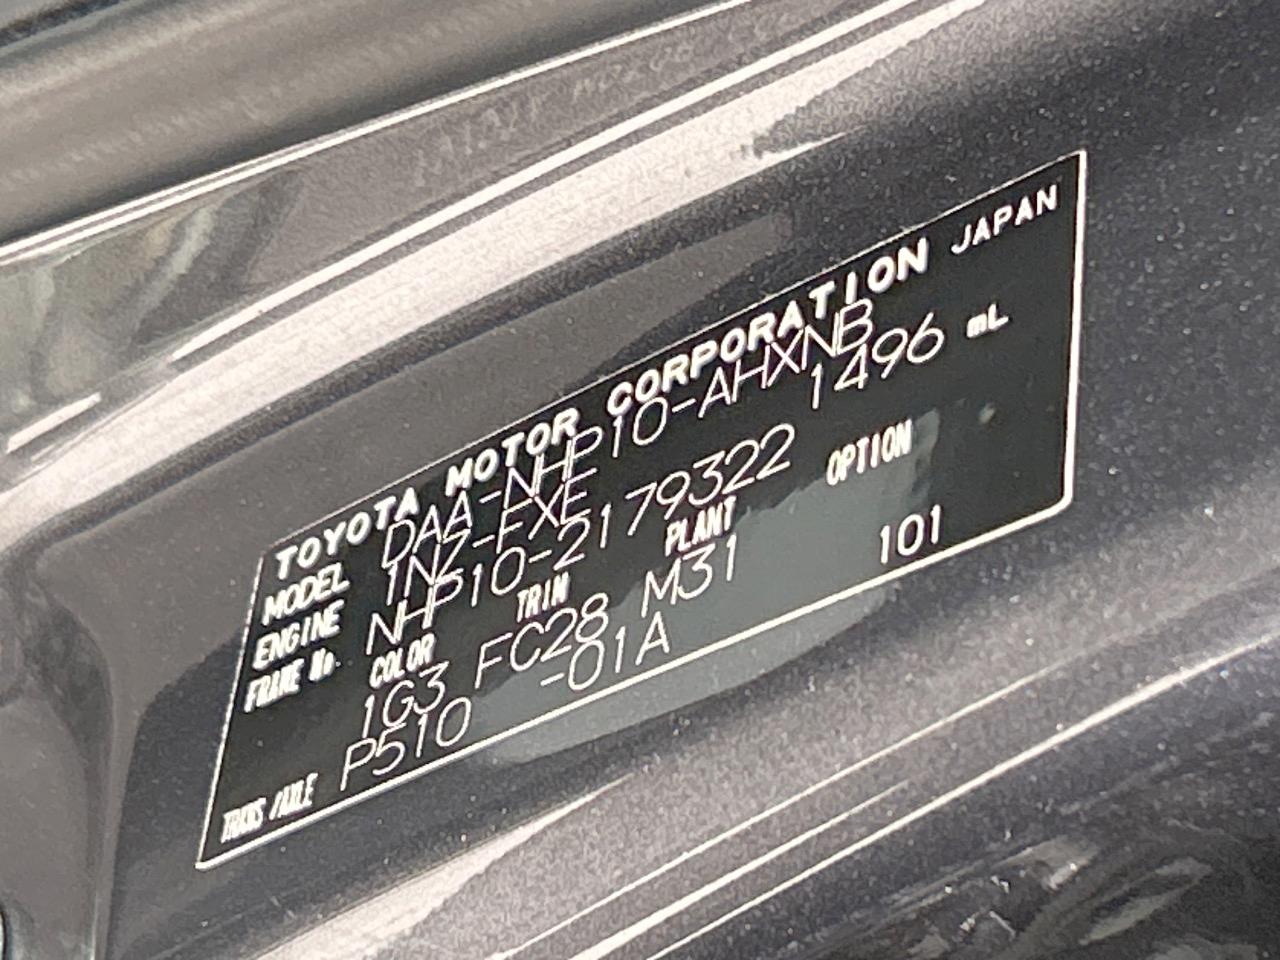 TOYOTA MOTOR CORPORATION JAPAN
MODEL DAA-NHP10-AHXNB
ENGINE 1NZ-FXE 1496 mL
FRAME No. NHP10-2179322
COLOR TRIM PLANT OPTION
1G3 FC28 M31 101
TRANS /AXLE P510 -01A